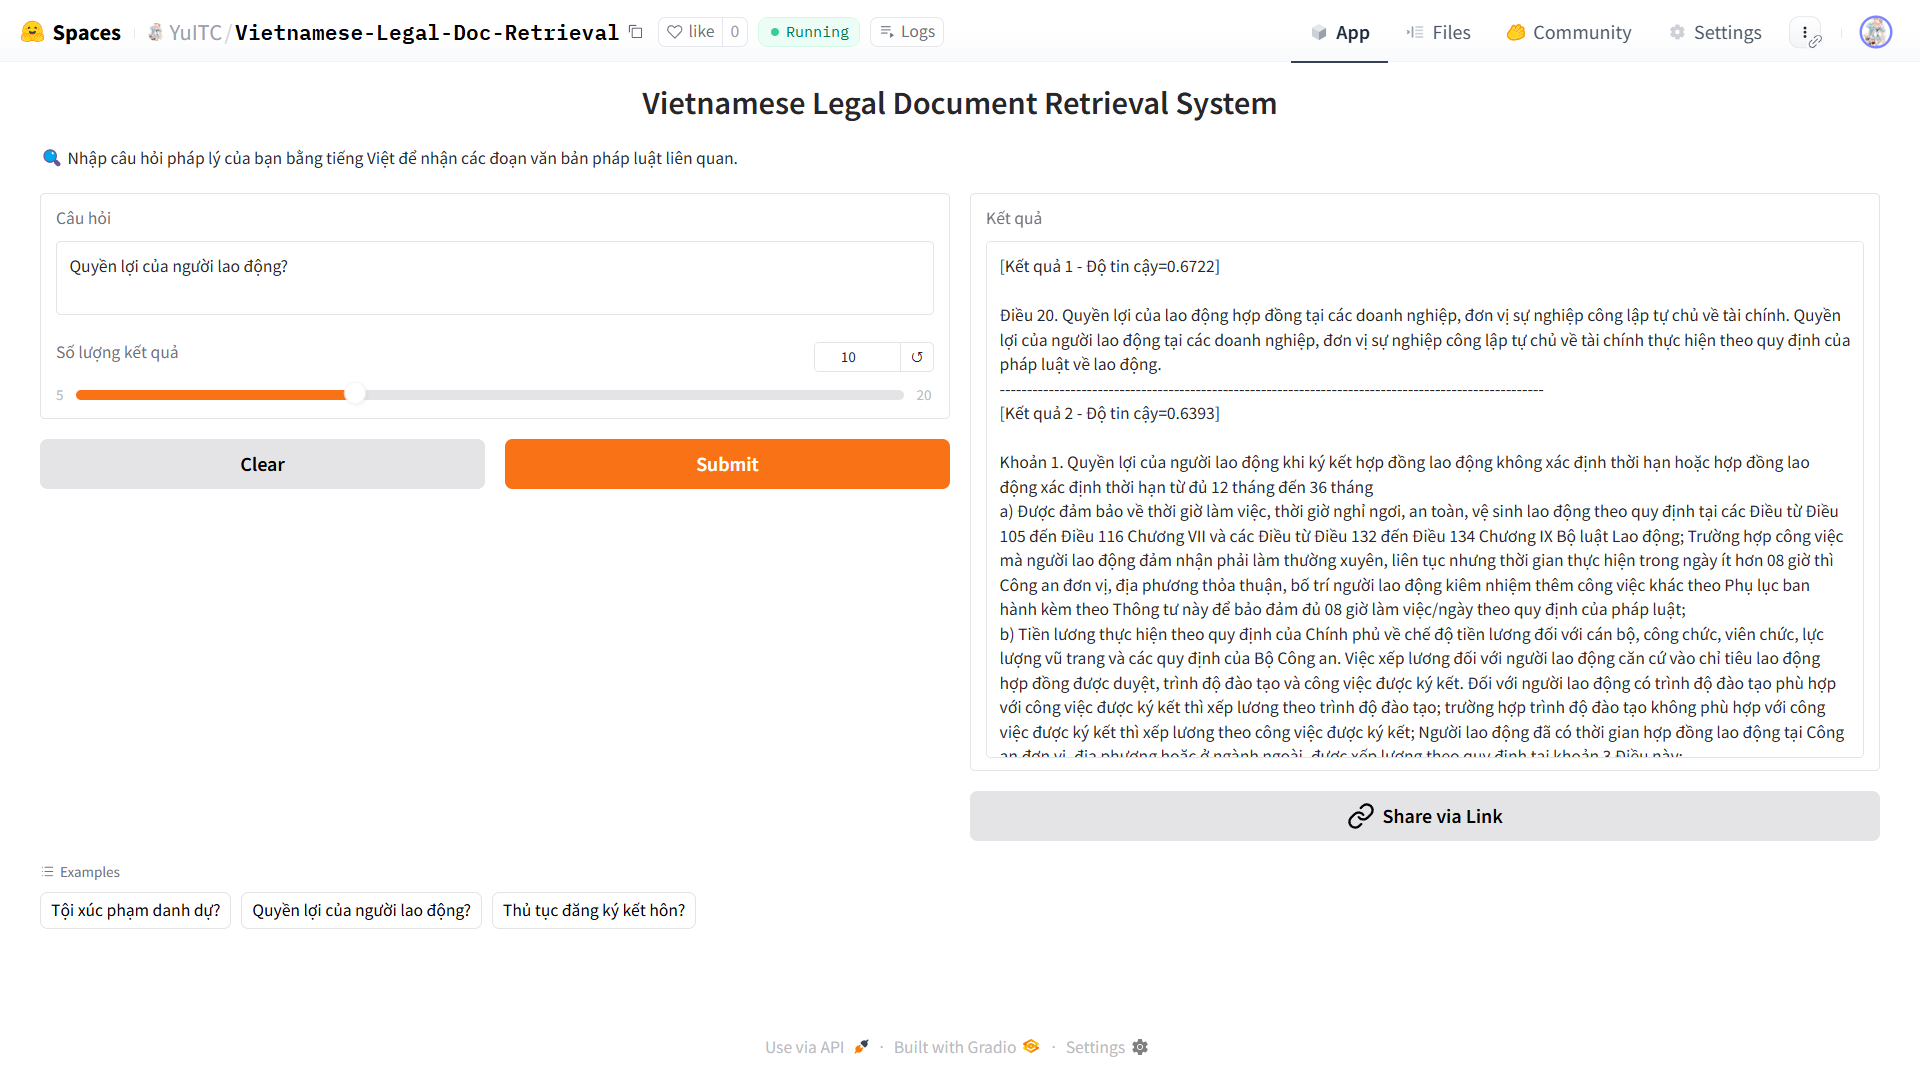 Spaces
YuITC/Vietnamese-Legal-Doc-Retrieval
like 0
Running
Logs
App
Files
Community
Settings
Vietnamese Legal Document Retrieval System
Nhập câu hỏi pháp lý của bạn bằng tiếng Việt để nhận các đoạn văn bản pháp luật liên quan.
Câu hỏi
Quyền lợi của người lao động?
Số lượng kết quả
10
5
20
Clear
Submit
Kết quả
[Kết quả 1 - Độ tin cậy=0.6722]
Điều 20. Quyền lợi của lao động hợp đồng tại các doanh nghiệp, đơn vị sự nghiệp công lập tự chủ về tài chính. Quyền
lợi của người lao động tại các doanh nghiệp, đơn vị sự nghiệp công lập tự chủ về tài chính thực hiện theo quy định của
pháp luật về lao động.
----------------------------------------------------------------------------------------------------
[Kết quả 2 - Độ tin cậy=0.6393]
Khoản 1. Quyền lợi của người lao động khi ký kết hợp đồng lao động không xác định thời hạn hoặc hợp đồng lao
động xác định thời hạn từ đủ 12 tháng đến 36 tháng
a) Được đảm bảo về thời giờ làm việc, thời giờ nghỉ ngơi, an toàn, vệ sinh lao động theo quy định tại các Điều từ Điều
105 đến Điều 116 Chương VII và các Điều từ Điều 132 đến Điều 134 Chương IX Bộ luật Lao động; Trường hợp công việc
mà người lao động đảm nhận phải làm thường xuyên, liên tục nhưng thời gian thực hiện trong ngày ít hơn 08 giờ thì
Công an đơn vị, địa phương thỏa thuận, bố trí người lao động kiêm nhiệm thêm công việc khác theo Phụ lục ban
hành kèm theo Thông tư này để bảo đảm đủ 08 giờ làm việc/ngày theo quy định của pháp luật;
b) Tiền lương thực hiện theo quy định của Chính phủ về chế độ tiền lương đối với cán bộ, công chức, viên chức, lực
lượng vũ trang và các quy định của Bộ Công an. Việc xếp lương đối với người lao động căn cứ vào chỉ tiêu lao động
hợp đồng được duyệt, trình độ đào tạo và công việc được ký kết. Đối với người lao động có trình độ đào tạo phù hợp
với công việc được ký kết thì xếp lương theo trình độ đào tạo; trường hợp trình độ đào tạo không phù hợp với công
việc được ký kết thì xếp lương theo công việc được ký kết; Người lao động đã có thời gian hợp đồng lao động tại Công
an đơn vị, địa phương hoặc ở ngành ngoài, được xếp lương theo quy định tại khoản 3 Điều này;
Share via Link
Examples
Tội xúc phạm danh dự?
Quyền lợi của người lao động?
Thủ tục đăng ký kết hôn?
Use via API · Built with Gradio · Settings